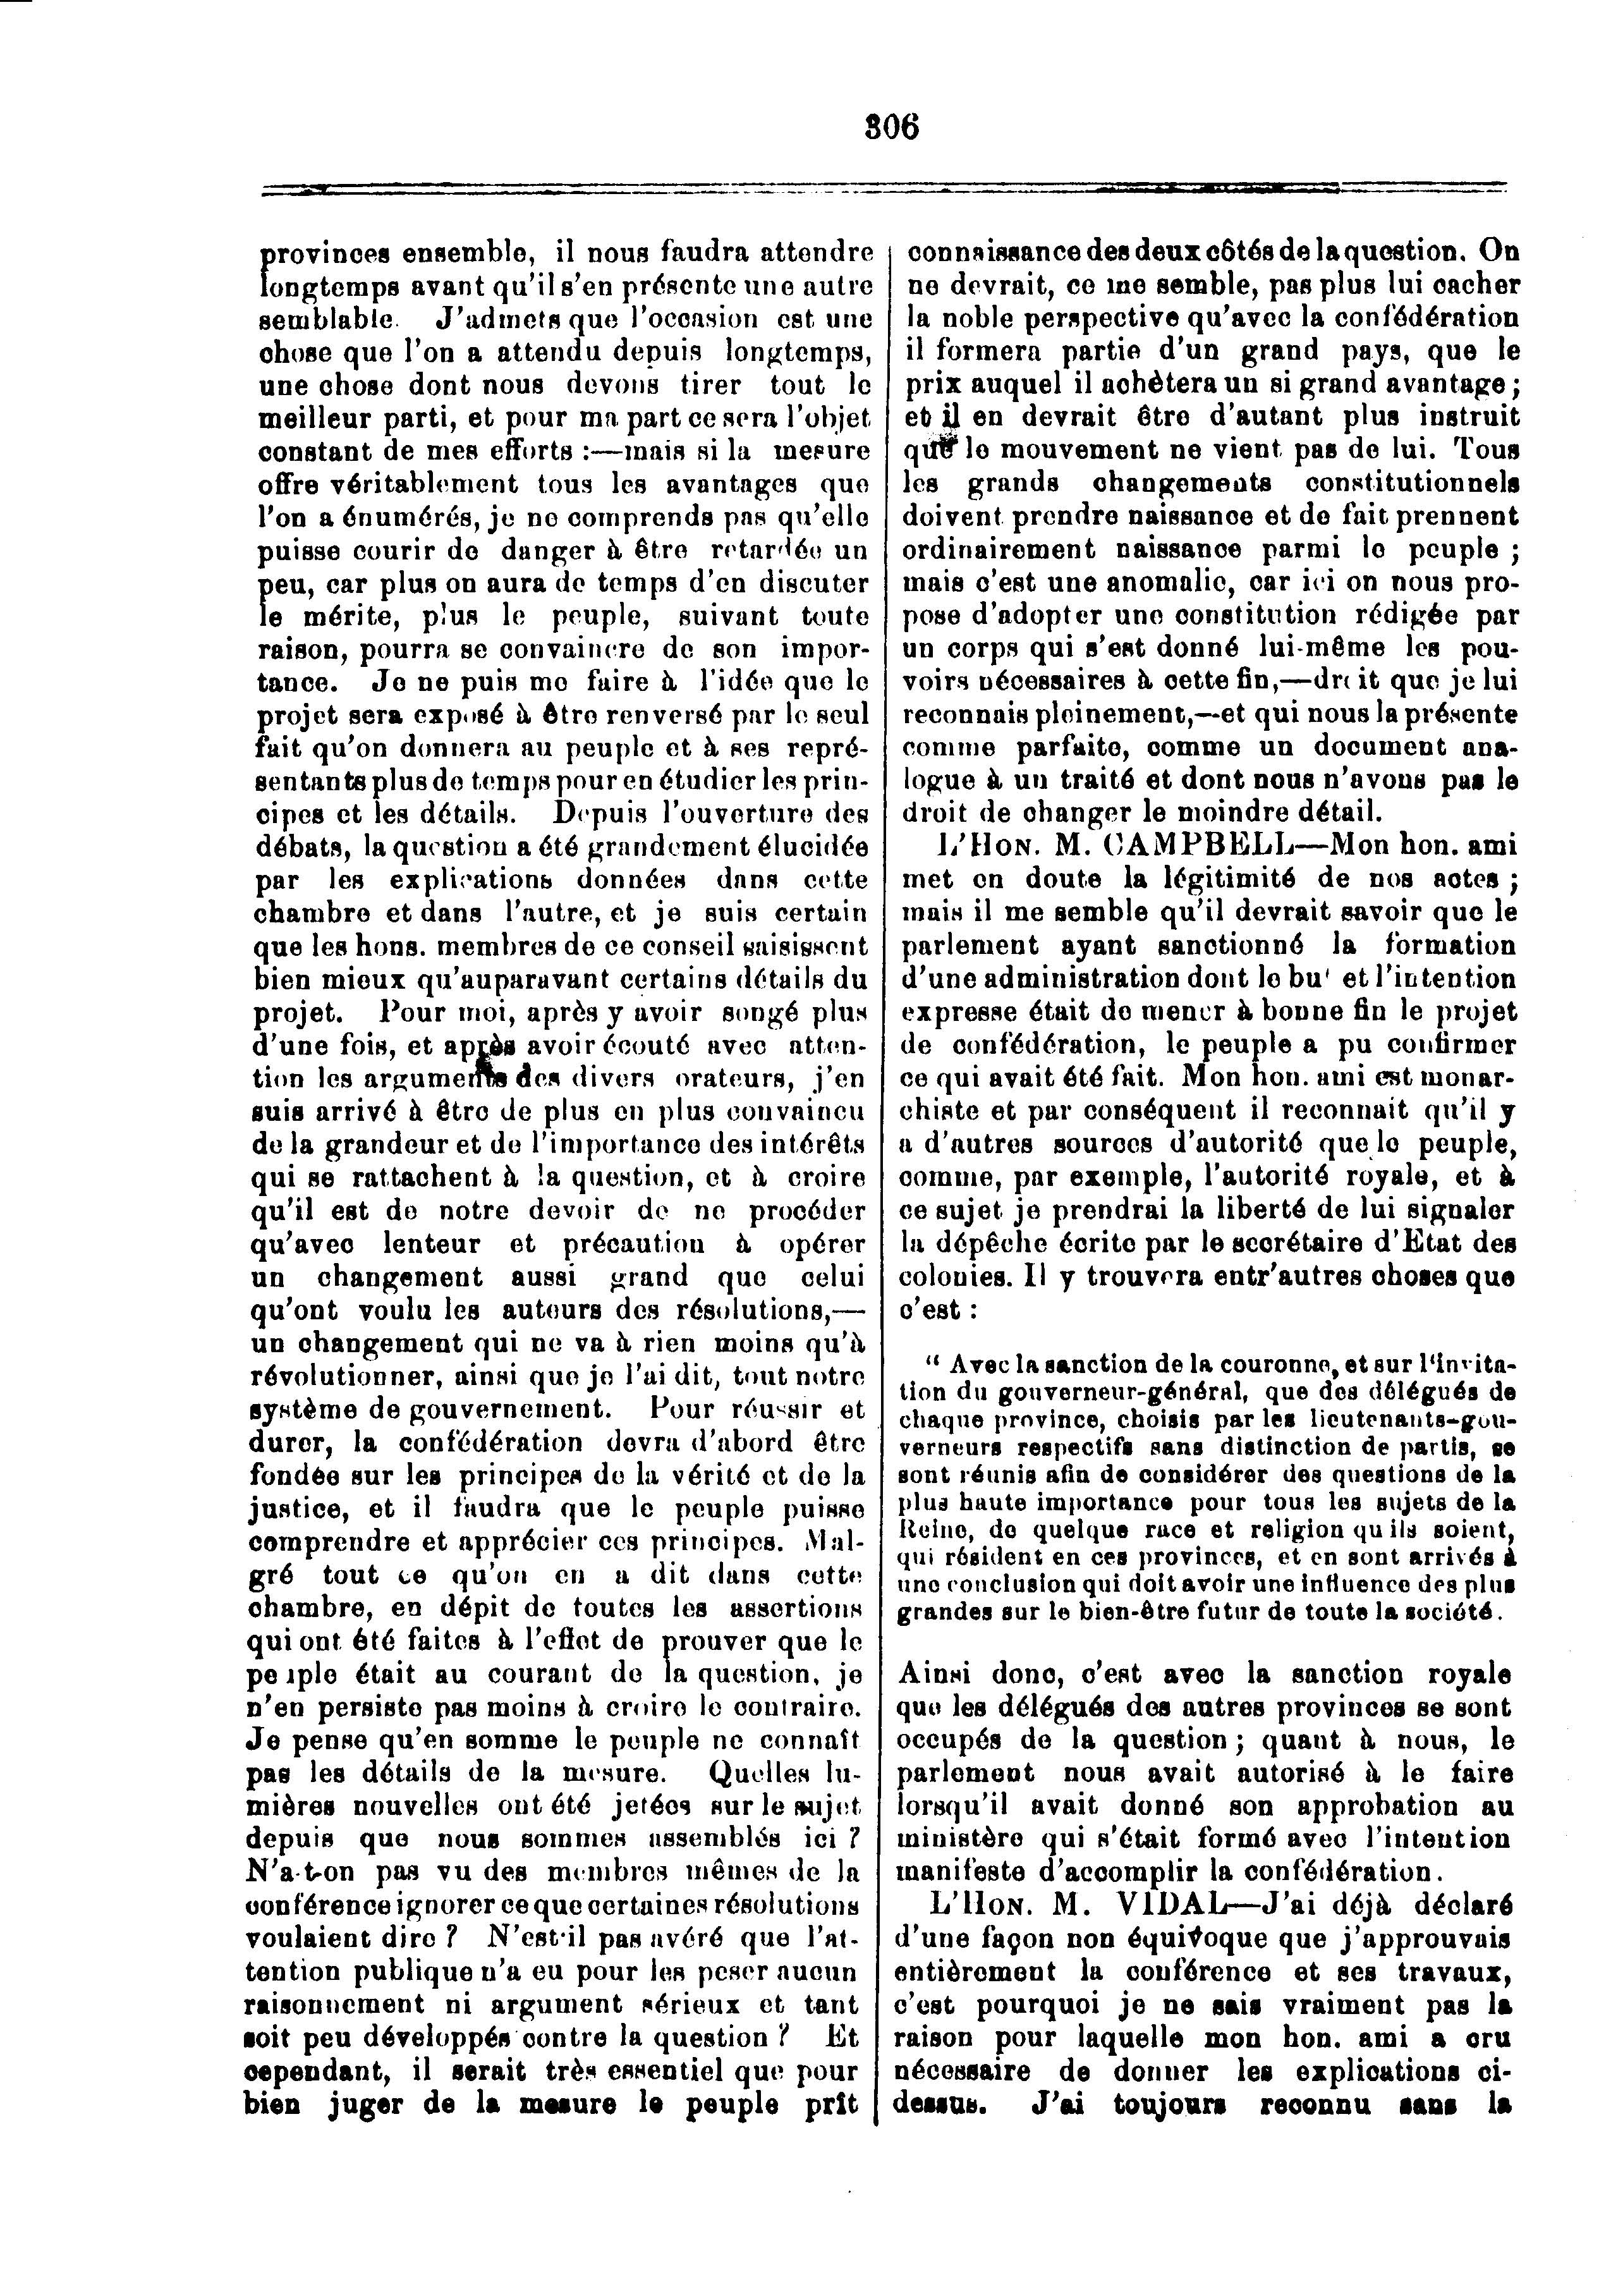 306
provinces ensemble, il nous faudra attendre
longtemps avant qu'il s'en présente une autre
semblable. J'admets que l'occasion est une
chose que l'on a attendu depuis longtemps,
une chose dont nous devons tirer tout le
meilleur parti, et pour ma part ce sera l'objet
constant de mes efforts :—mais si la mesure
offre véritablement tous les avantages que
l'on a énumérés, je ne comprends pas qu'elle
puisse courir de danger à être retardée un
peu, car plus on aura de temps d'en discuter
le mérite, plus le peuple, suivant toute
raison, pourra se convaincre de son impor-
tance. Je ne puis me faire à l'idée que le
projet sera exposé à être renversé par le seul
fait qu'on donnera au peuple et à ses repré-
sentants plus de temps pour en étudier les prin-
cipes et les détails. Depuis l'ouverture des
débats, la question a été grandement élucidée
par les explications données dans cette
chambre et dans l'autre, et je suis certain
que les hons. membres de ce conseil saisissent
bien mieux qu'auparavant certains détails du
projet. Pour moi, après y avoir songé plus
d'une fois, et après avoir écouté avec atten-
tion les arguments des divers orateurs, j'en
suis arrivé à être de plus en plus convaincu
de la grandeur et de l'importance des intérêts
qui se rattachent à la question, et à croire
qu'il est de notre devoir de ne procéder
qu'avec lenteur et précaution à opérer
un changement aussi grand que celui
qu'ont voulu les auteurs des résolutions,—
un changement qui ne va à rien moins qu'à
révolutionner, ainsi que je l'ai dit, tout notre
système de gouvernement. Pour réussir et
durer, la confédération devra d'abord être
fondée sur les principes de la vérité et de la
justice, et il faudra que le peuple puisse
comprendre et apprécier ces principes. Mal-
gré tout ce qu'on en a dit dans cette
chambre, en dépit de toutes les assertions
qui ont été faites à l'effet de prouver que le
peuple était au courant de la question, je
n'en persiste pas moins à croire le contraire.
Je pense qu'en somme le peuple ne connaît
pas les détails de la mesure. Quelles lu-
mières nouvelles ont été jetées sur le sujet
depuis que nous sommes assemblés ici ?
N'a-t-on pas vu des membres mêmes de la
conférence ignorer ce que certaines résolutions
voulaient dire ? N'est-il pas avéré que l'at-
tention publique n'a eu pour les peser aucun
raisonnement ni argument sérieux et tant
soit peu développés contre la question ? Et
cependant, il serait très essentiel que pour
bien juger de la mesure le peuple prît
connaissance des deux côtés de la question. On
ne devrait, ce me semble, pas plus lui cacher
la noble perspective qu'avec la confédération
il formera partie d'un grand pays, que le
prix auquel il achètera un si grand avantage ;
et il en devrait être d'autant plus instruit
que le mouvement ne vient pas de lui. Tous
les grands changements constitutionnels
doivent prendre naissance et de fait prennent
ordinairement naissance parmi le peuple ;
mais c'est une anomalie, car ici on nous pro-
pose d'adopter une constitution rédigée par
un corps qui s'est donné lui-même les pou-
voirs nécessaires à cette fin,—droit que je lui
reconnais pleinement,—et qui nous la présente
comme parfaite, comme un document ana-
logue à un traité et dont nous n'avons pas le
droit de changer le moindre détail.
L'HON. M. CAMPBELL—Mon hon. ami
met en doute la légitimité de nos actes ;
mais il me semble qu'il devrait savoir que le
parlement ayant sanctionné la formation
d'une administration dont le but et l'intention
expresse était de mener à bonne fin le projet
de confédération, le peuple a pu confirmer
ce qui avait été fait. Mon hon. ami est monar-
chiste et par conséquent il reconnait qu'il y
a d'autres sources d'autorité que le peuple,
comme, par exemple, l'autorité royale, et à
ce sujet je prendrai la liberté de lui signaler
la dépêche écrite par le secrétaire d'Etat des
colonies. Il y trouvera entr'autres choses que
c'est :
“ Avec la sanction de la couronne, et sur l'invita-
tion du gouverneur-général, que des délégués de
chaque province, choisis par les lieutenants-gou-
verneurs respectifs sans distinction de partis, se
sont réunis afin de considérer des questions de la
plus haute importance pour tous les sujets de la
Reine, de quelque race et religion qu ils soient,
qui résident en ces provinces, et en sont arrivés à
une conclusion qui doit avoir une influence des plus
grandes sur le bien-être futur de toute la société.
Ainsi donc, c'est avec la sanction royale
que les délégués des autres provinces se sont
occupés de la question ; quant à nous, le
parlement nous avait autorisé à le faire
lorsqu'il avait donné son approbation au
ministère qui s'était formé avec l'intention
manifeste d'accomplir la confédération.
L'HON. M. VIDAL—J'ai déjà déclaré
d'une façon non équivoque que j'approuvais
entièrement la conférence et ses travaux,
c'est pourquoi je ne sais vraiment pas la
raison pour laquelle mon hon. ami a cru
nécessaire de donner les explications ci-
dessus. J'ai toujours reconnu sans la